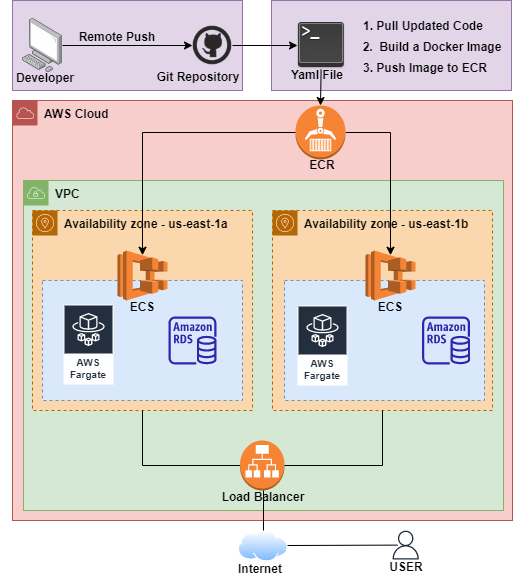 Remote Push
Developer
Git Repository
>_
Yaml File
1. Pull Updated Code
2. Build a Docker Image
3. Push Image to ECR
AWS Cloud
ECR
VPC
Availability zone - us-east-1a
Availability zone - us-east-1b
ECS
ECS
AWS
Fargate
Amazon
RDS
AWS
Fargate
Amazon
RDS
Load Balancer
Internet
USER